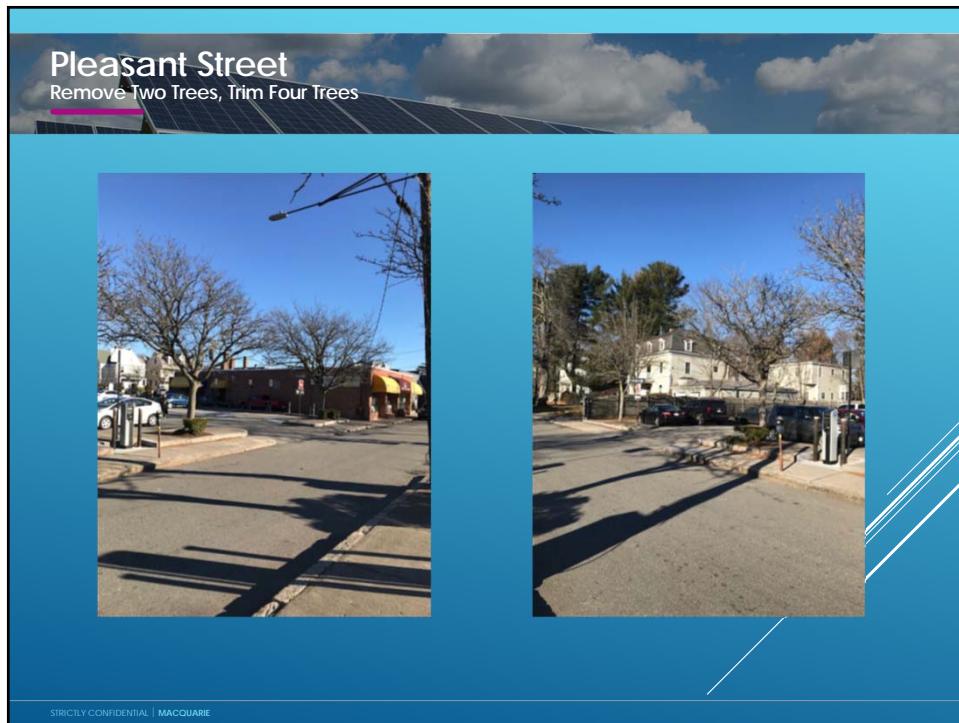 Pleasant Street
Remove Two Trees, Trim Four Trees
STRICTLY CONFIDENTIAL | MACQUARIE